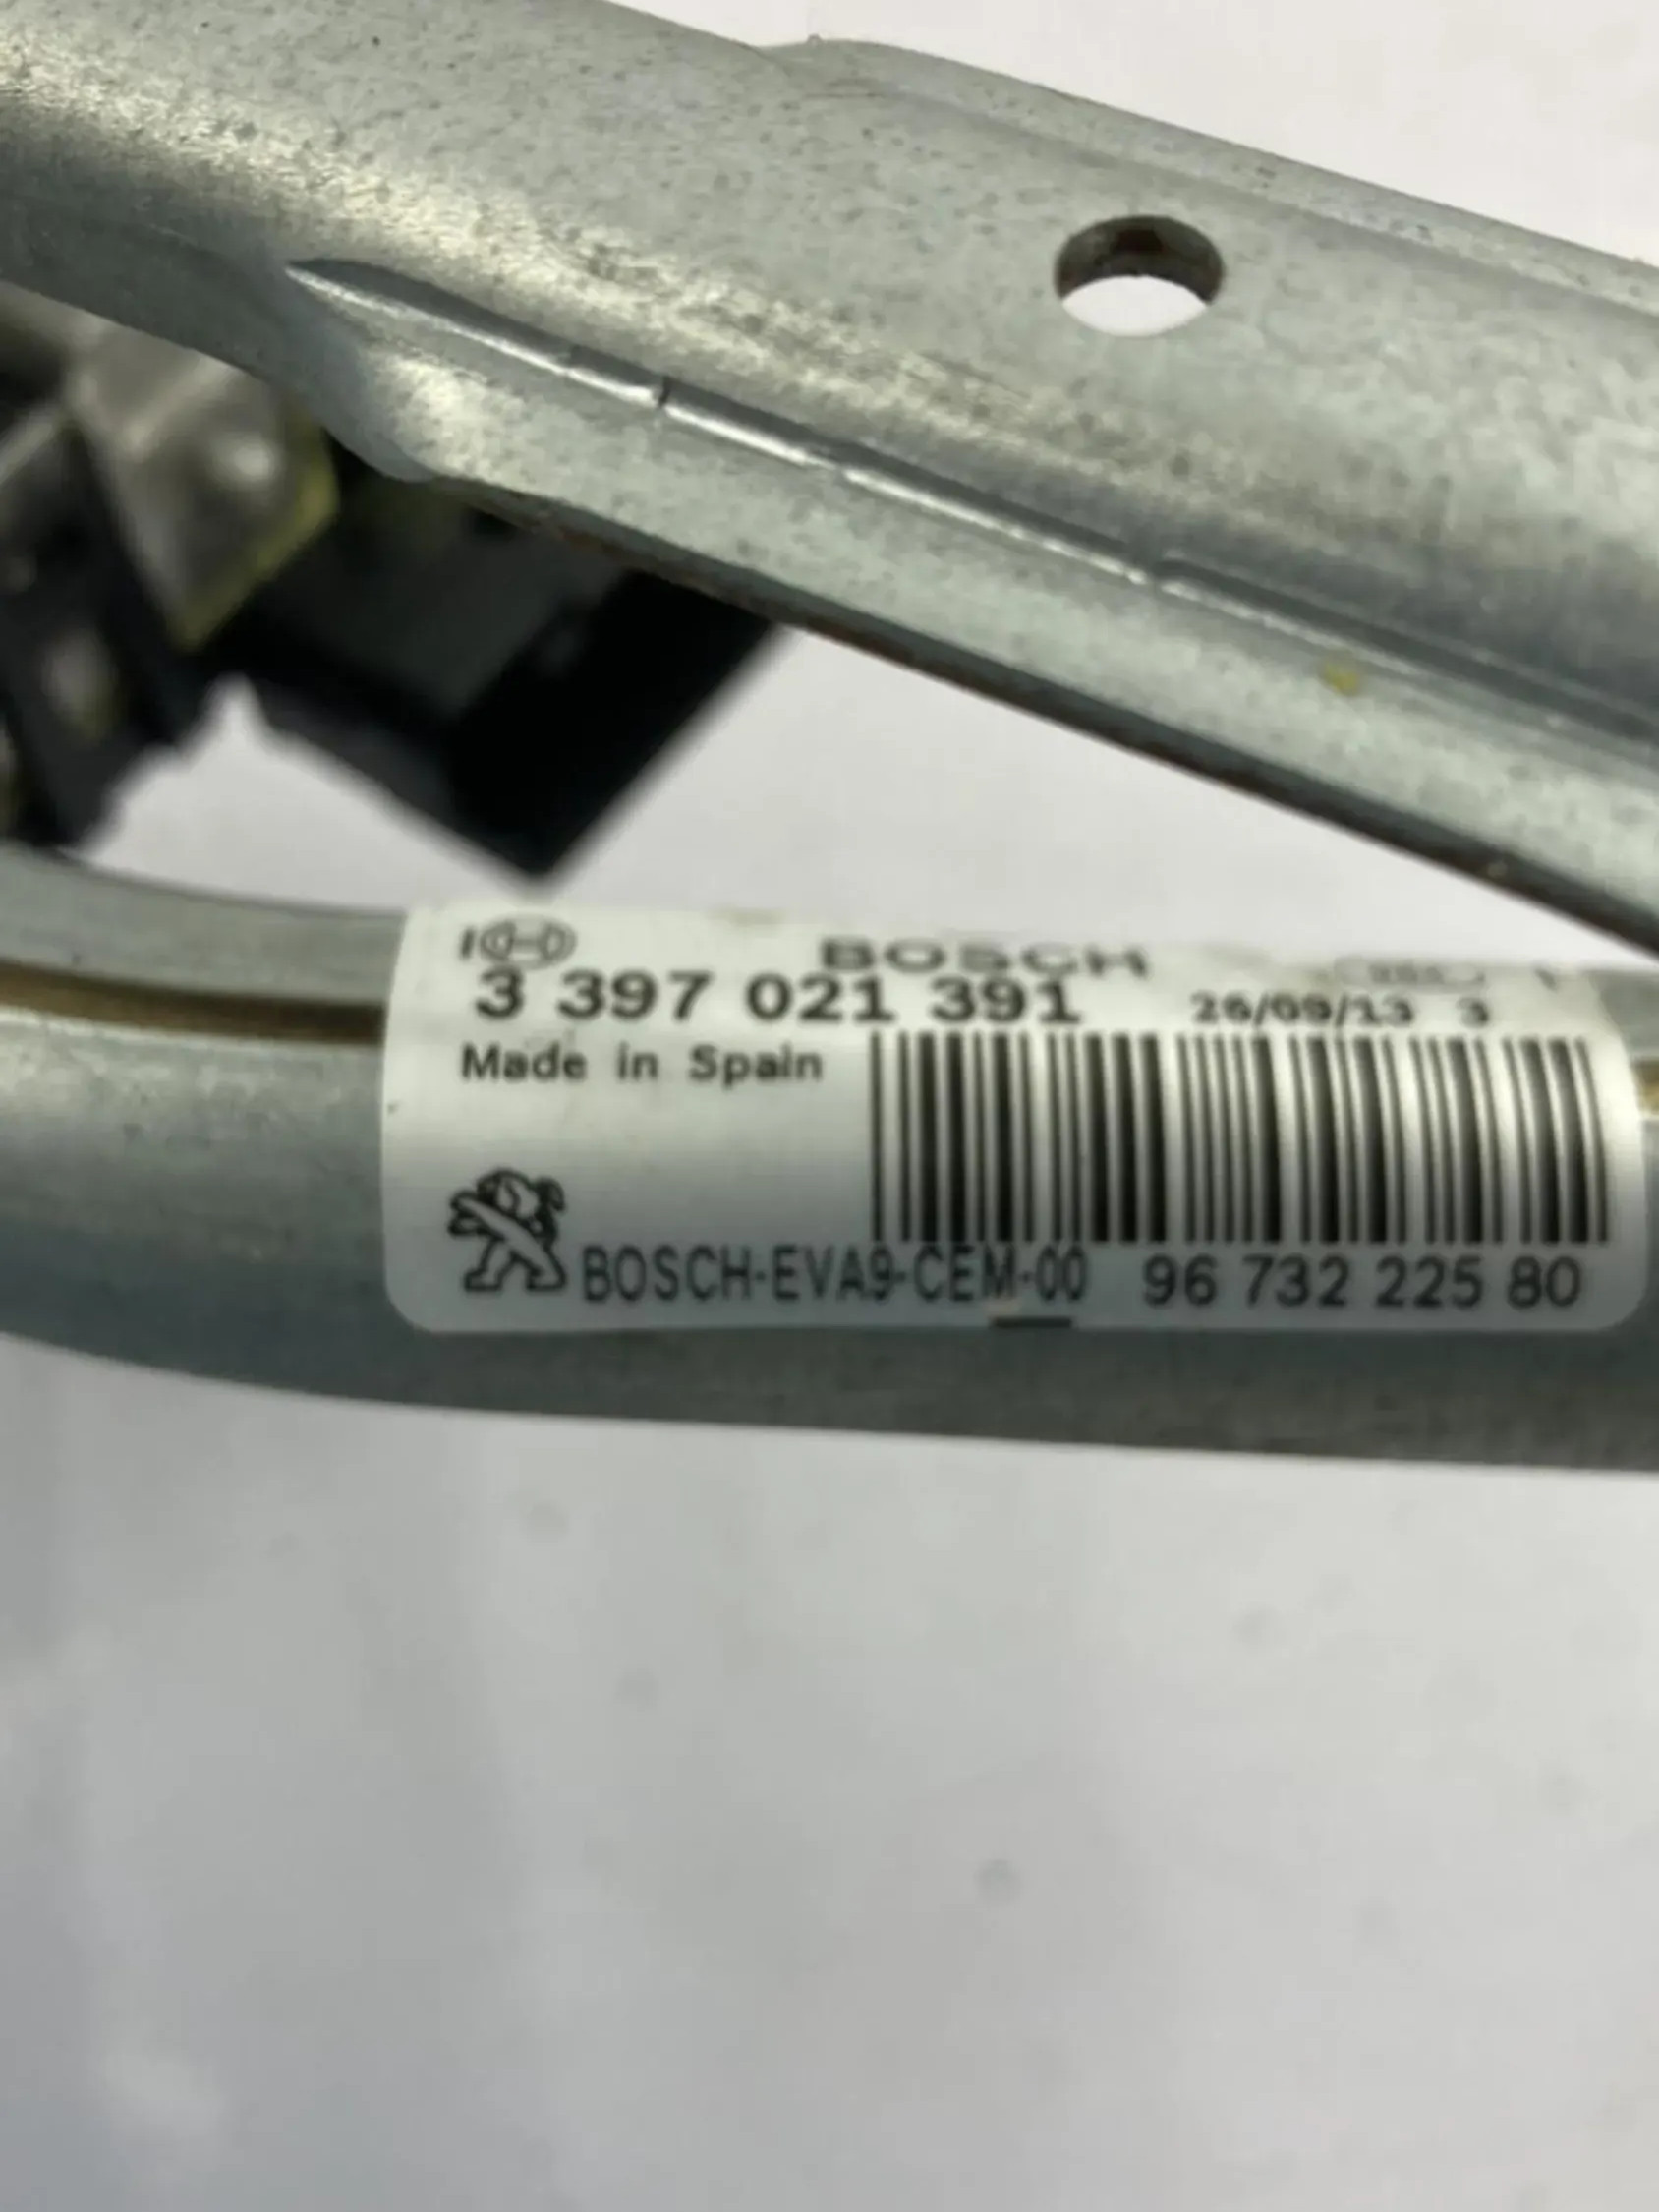 BOSCH
3 397 021 391 26/09/13 3
Made in Spain
BOSCH-EVA9-CEM-00 96 732 225 80